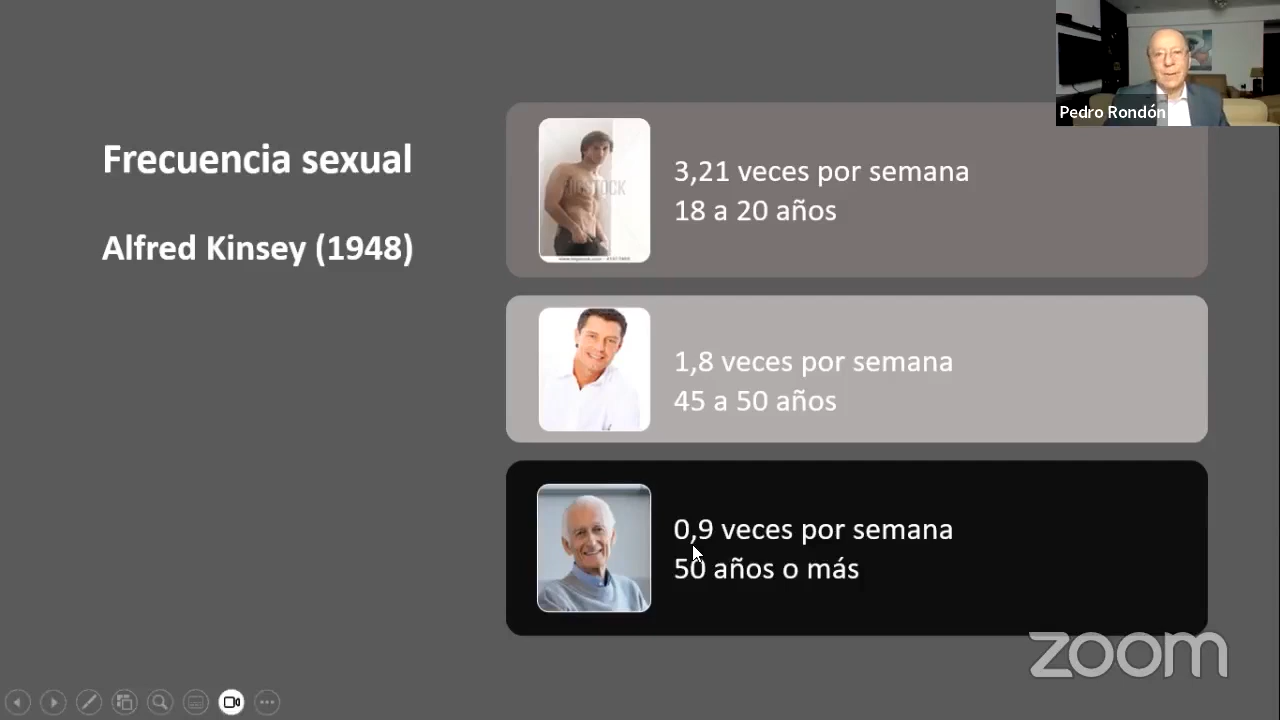 Pedro Rondón
Frecuencia sexual
Alfred Kinsey (1948)
3,21 veces por semana
18 a 20 años
1,8 veces por semana
45 a 50 años
0,9 veces por semana
50 años o más
zoom